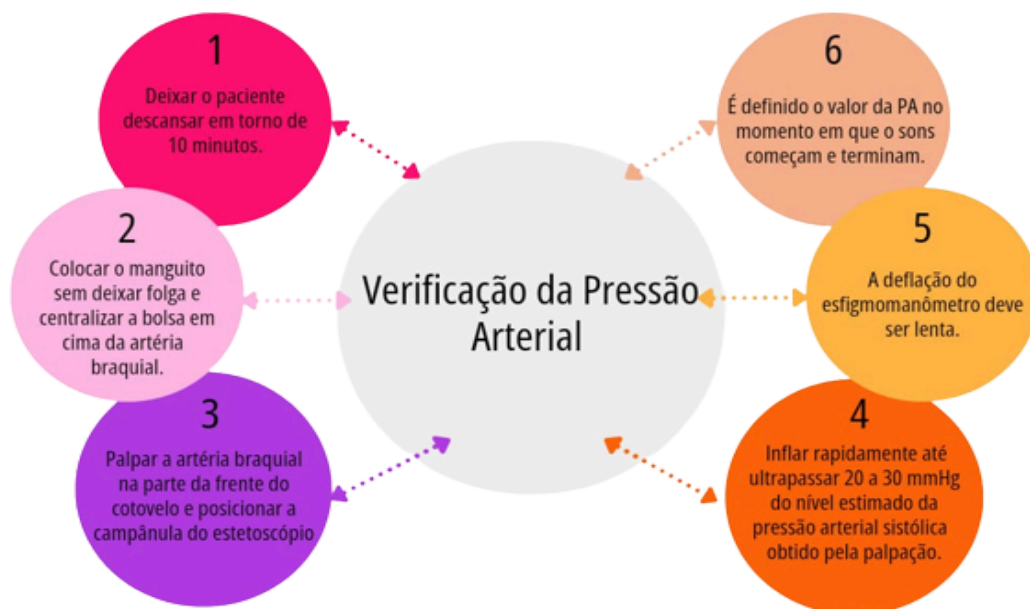 Verificação da Pressão
Arterial
1
Deixar o paciente
descansar em torno de
10 minutos.
2
Colocar o manguito
sem deixar folga e
centralizar a bolsa em
cima da artéria
braquial.
3
Palpar a artéria braquial
na parte da frente do
cotovelo e posicionar a
campânula do estetoscópio
4
Inflar rapidamente até
ultrapassar 20 a 30 mmHg
do nível estimado da
pressão arterial sistólica
obtido pela palpação.
5
A deflação do
esfigmomanômetro deve
ser lenta.
6
É definido o valor da PA no
momento em que o sons
começam e terminam.